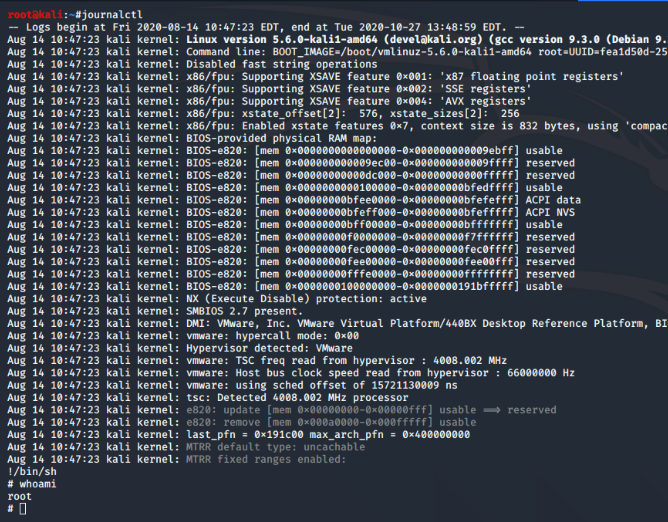 root@kali:~#journalctl
-- Logs begin at Fri 2020-08-14 10:47:23 EDT, end at Tue 2020-10-27 13:48:59 EDT. --
Aug 14 10:47:23 kali kernel: Linux version 5.6.0-kali1-amd64 (devel@kali.org) (gcc version 9.3.0 (Debian 9.
Aug 14 10:47:23 kali kernel: Command line: BOOT_IMAGE=/boot/vmlinuz-5.6.0-kali1-amd64 root=UUID=fea1d50d-25
Aug 14 10:47:23 kali kernel: Disabled fast string operations
Aug 14 10:47:23 kali kernel: x86/fpu: Supporting XSAVE feature 0×001: 'x87 floating point registers'
Aug 14 10:47:23 kali kernel: x86/fpu: Supporting XSAVE feature 0×002: 'SSE registers'
Aug 14 10:47:23 kali kernel: x86/fpu: Supporting XSAVE feature 0×004: 'AVX registers'
Aug 14 10:47:23 kali kernel: x86/fpu: xstate_offset[2]:  576, xstate_sizes[2]:  256
Aug 14 10:47:23 kali kernel: x86/fpu: Enabled xstate features 0×7, context size is 832 bytes, using 'compac
Aug 14 10:47:23 kali kernel: BIOS-provided physical RAM map:
Aug 14 10:47:23 kali kernel: BIOS-e820: [mem 0×0000000000000000-0×000000000009ebff] usable
Aug 14 10:47:23 kali kernel: BIOS-e820: [mem 0×000000000009ec00-0×000000000009ffff] reserved
Aug 14 10:47:23 kali kernel: BIOS-e820: [mem 0×00000000000dc000-0×00000000000fffff] reserved
Aug 14 10:47:23 kali kernel: BIOS-e820: [mem 0×0000000000100000-0×00000000bfedffff] usable
Aug 14 10:47:23 kali kernel: BIOS-e820: [mem 0×00000000bfee0000-0×00000000bfefefff] ACPI data
Aug 14 10:47:23 kali kernel: BIOS-e820: [mem 0×00000000bfeff000-0×00000000bfefffff] ACPI NVS
Aug 14 10:47:23 kali kernel: BIOS-e820: [mem 0×00000000bff00000-0×00000000bfffffff] usable
Aug 14 10:47:23 kali kernel: BIOS-e820: [mem 0×00000000f0000000-0×00000000f7ffffff] reserved
Aug 14 10:47:23 kali kernel: BIOS-e820: [mem 0×00000000fec00000-0×00000000fec0ffff] reserved
Aug 14 10:47:23 kali kernel: BIOS-e820: [mem 0×00000000fee00000-0×00000000fee00fff] reserved
Aug 14 10:47:23 kali kernel: BIOS-e820: [mem 0×00000000fffe0000-0×00000000ffffffff] reserved
Aug 14 10:47:23 kali kernel: BIOS-e820: [mem 0×0000000100000000-0×0000000191bfffff] usable
Aug 14 10:47:23 kali kernel: NX (Execute Disable) protection: active
Aug 14 10:47:23 kali kernel: SMBIOS 2.7 present.
Aug 14 10:47:23 kali kernel: DMI: VMware, Inc. VMware Virtual Platform/440BX Desktop Reference Platform, BI
Aug 14 10:47:23 kali kernel: vmware: hypercall mode: 0×00
Aug 14 10:47:23 kali kernel: Hypervisor detected: VMware
Aug 14 10:47:23 kali kernel: vmware: TSC freq read from hypervisor : 4008.002 MHz
Aug 14 10:47:23 kali kernel: vmware: Host bus clock speed read from hypervisor : 66000000 Hz
Aug 14 10:47:23 kali kernel: vmware: using sched offset of 15721130009 ns
Aug 14 10:47:23 kali kernel: tsc: Detected 4008.002 MHz processor
Aug 14 10:47:23 kali kernel: e820: update [mem 0×00000000-0×00000fff] usable ⟹ reserved
Aug 14 10:47:23 kali kernel: e820: remove [mem 0×000a0000-0×000fffff] usable
Aug 14 10:47:23 kali kernel: last_pfn = 0×191c00 max_arch_pfn = 0×400000000
Aug 14 10:47:23 kali kernel: MTRR default type: uncachable
Aug 14 10:47:23 kali kernel: MTRR fixed ranges enabled:
!/bin/sh
# whoami
root
#